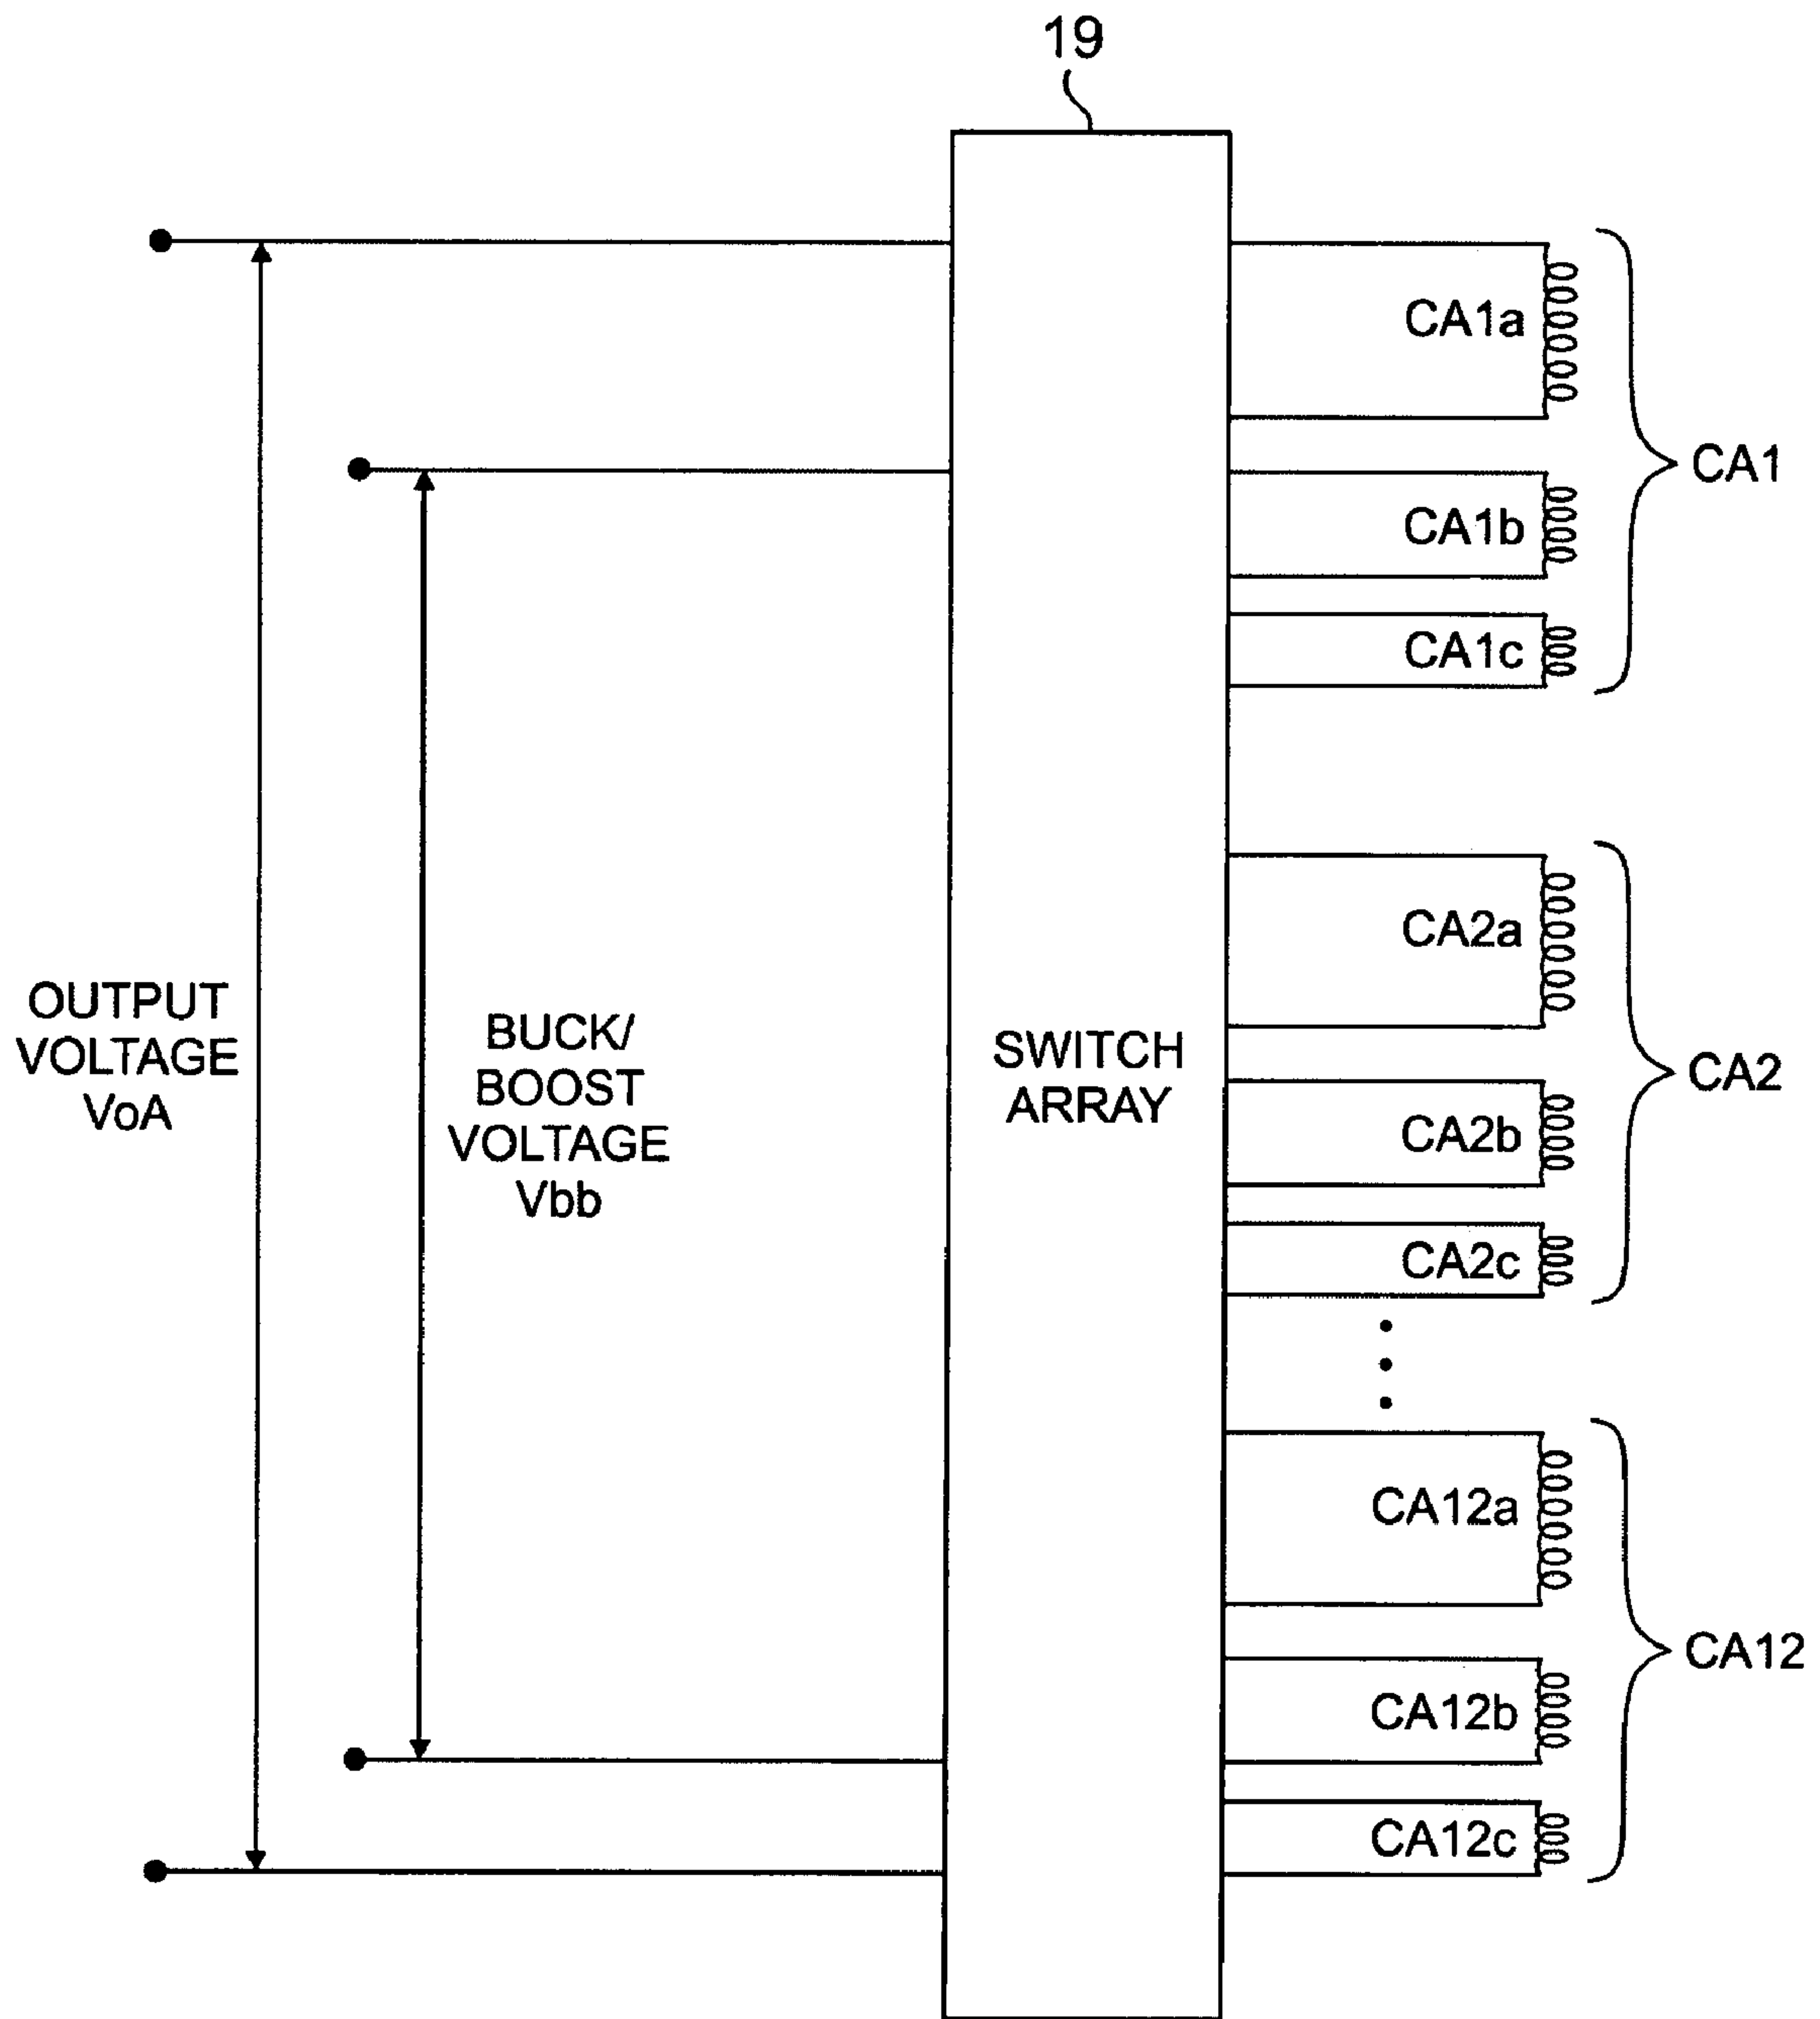 19
CA1a
CA1b
CA1c
CA1
CA2a
CA2b
CA2c
CA2
OUTPUT
VOLTAGE
VoA
BUCK/
BOOST
VOLTAGE
Vbb
SWITCH
ARRAY
CA12a
CA12b
CA12c
CA12